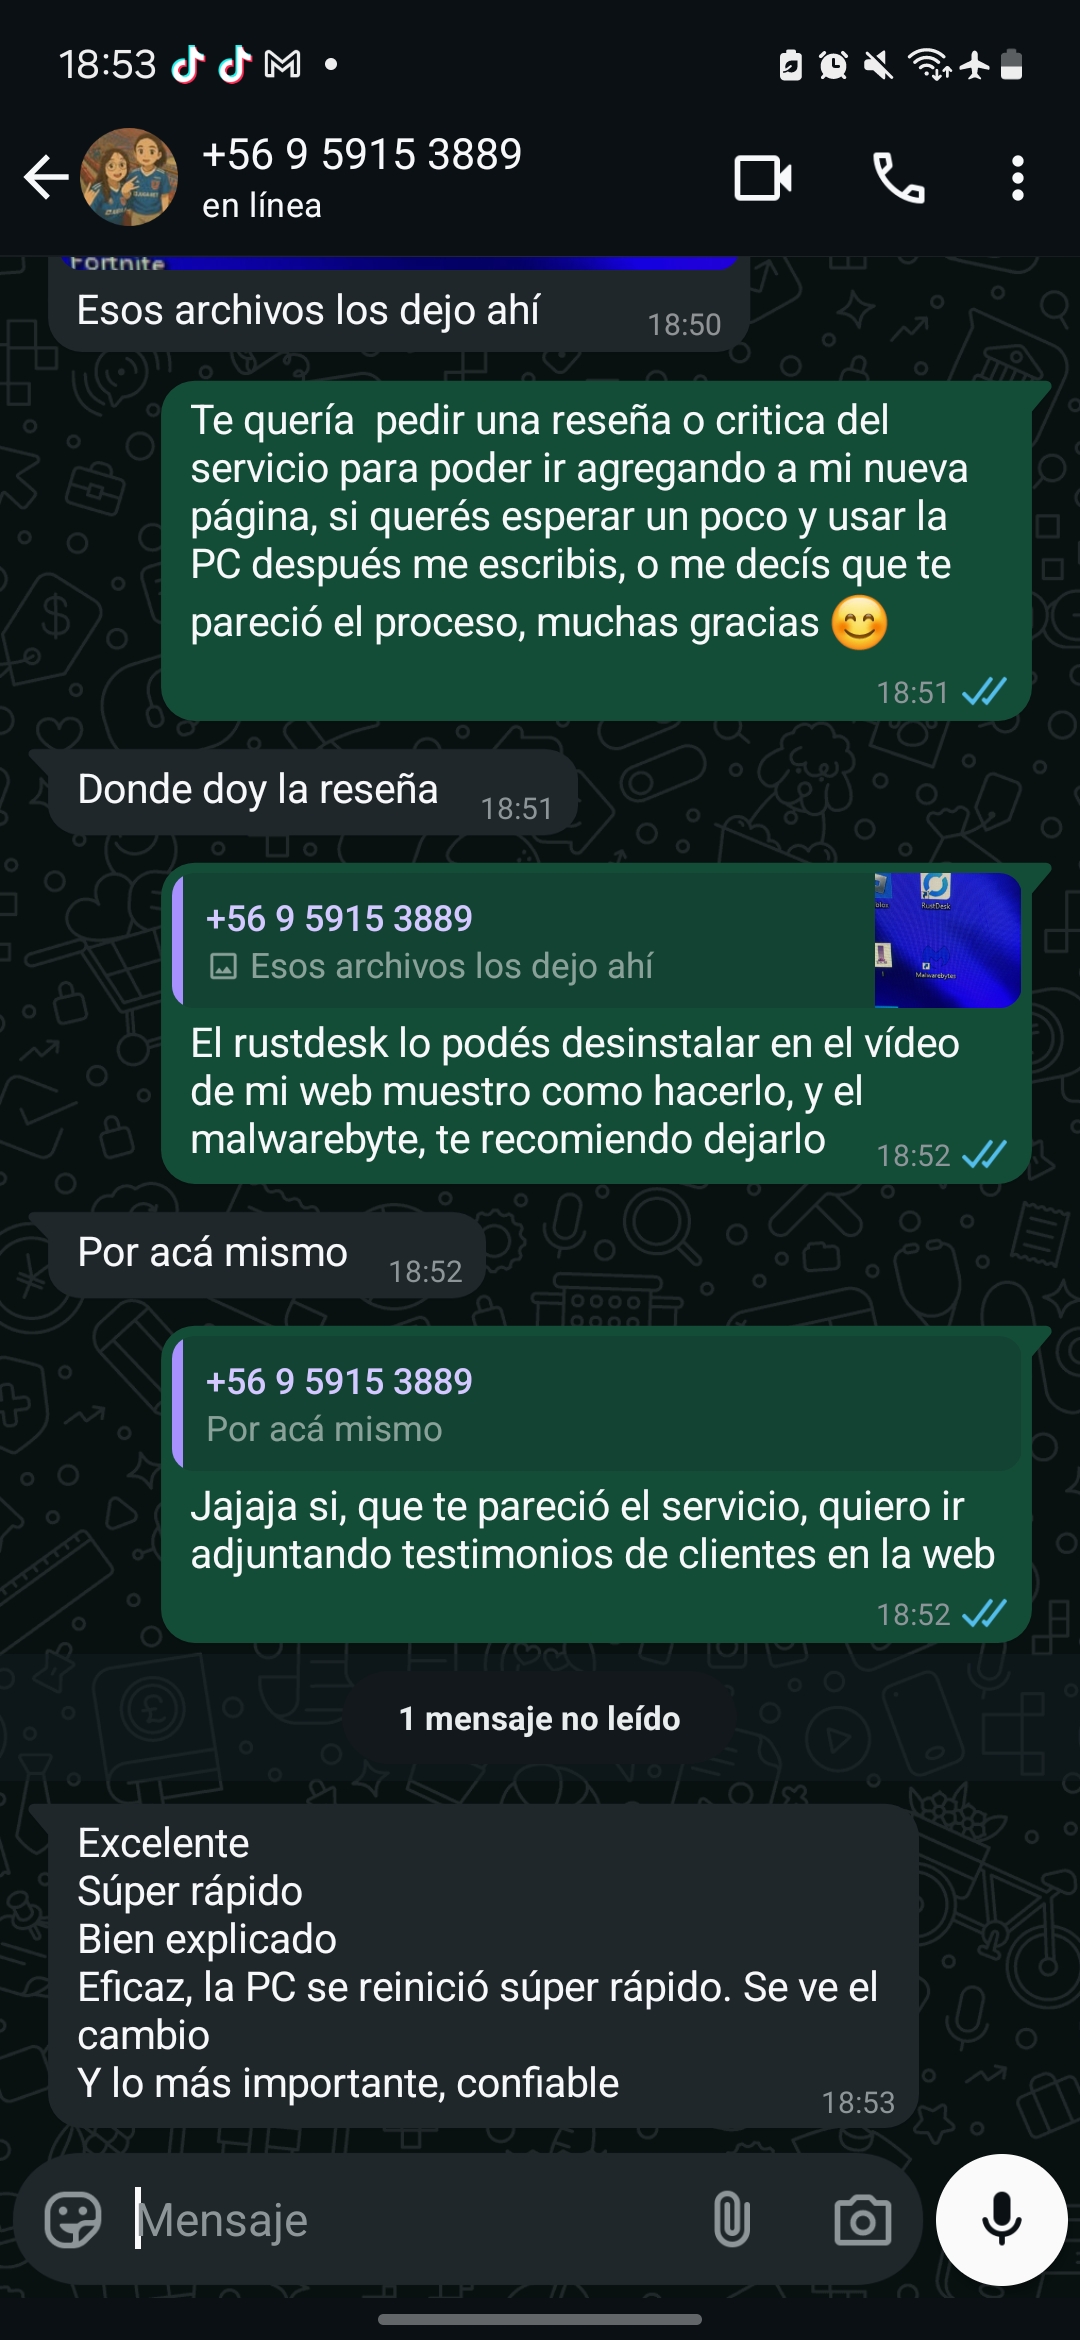 18:53
+56 9 5915 3889
en línea
Fortnite
Esos archivos los dejo ahí
18:50
Te quería  pedir una reseña o critica del
servicio para poder ir agregando a mi nueva
página, si querés esperar un poco y usar la
PC después me escribis, o me decís que te
pareció el proceso, muchas gracias 😊
18:51
Donde doy la reseña
18:51
+56 9 5915 3889
Esos archivos los dejo ahí
RustDesk
Malwarebytes
El rustdesk lo podés desinstalar en el vídeo
de mi web muestro como hacerlo, y el
malwarebyte, te recomiendo dejarlo
18:52
Por acá mismo
18:52
+56 9 5915 3889
Por acá mismo
Jajaja si, que te pareció el servicio, quiero ir
adjuntando testimonios de clientes en la web
18:52
1 mensaje no leído
Excelente
Súper rápido
Bien explicado
Eficaz, la PC se reinició súper rápido. Se ve el
cambio
Y lo más importante, confiable
18:53
Mensaje